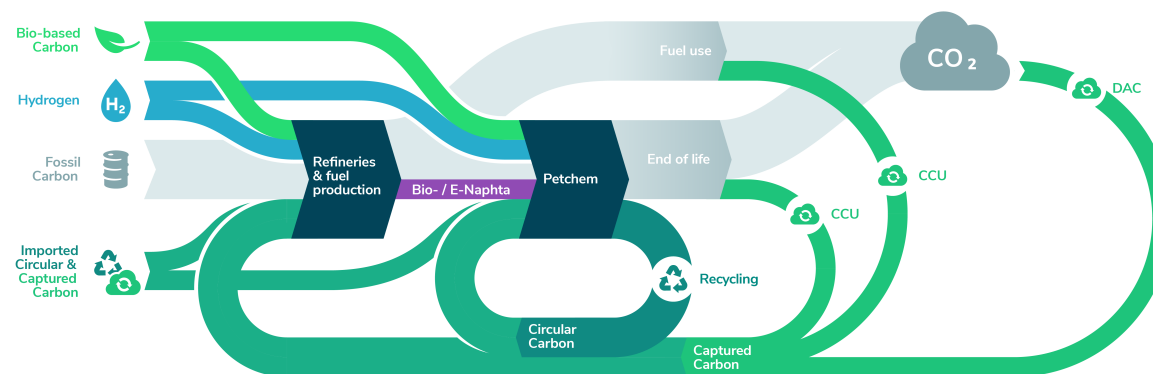 Bio-based
Carbon
Hydrogen
H₂
Fossil
Carbon
Imported
Circular &
Captured
Carbon
Refineries
& fuel
production
Bio- / E-Naphta
Petchem
Fuel use
End of life
CO₂
DAC
CCU
CCU
Recycling
Circular
Carbon
Captured
Carbon